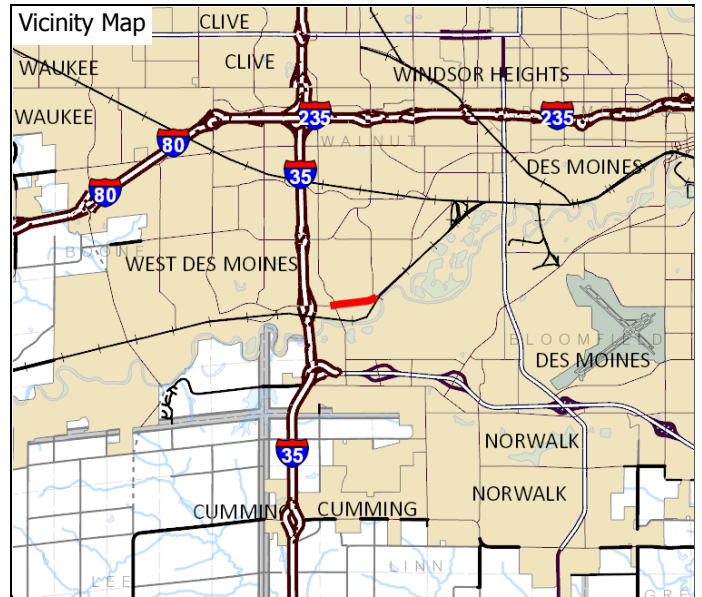 Vicinity Map
CLIVE
CLIVE
WAUKEE
WINDSOR HEIGHTS
WAUKEE
235
235
80
WALNUT
35
DES MOINES
80
BOONE
WEST DES MOINES
BLOOMFIELD
DES MOINES
NORWALK
35
NORWALK
CUMMING
CUMMING
LINN
LEE
GRE